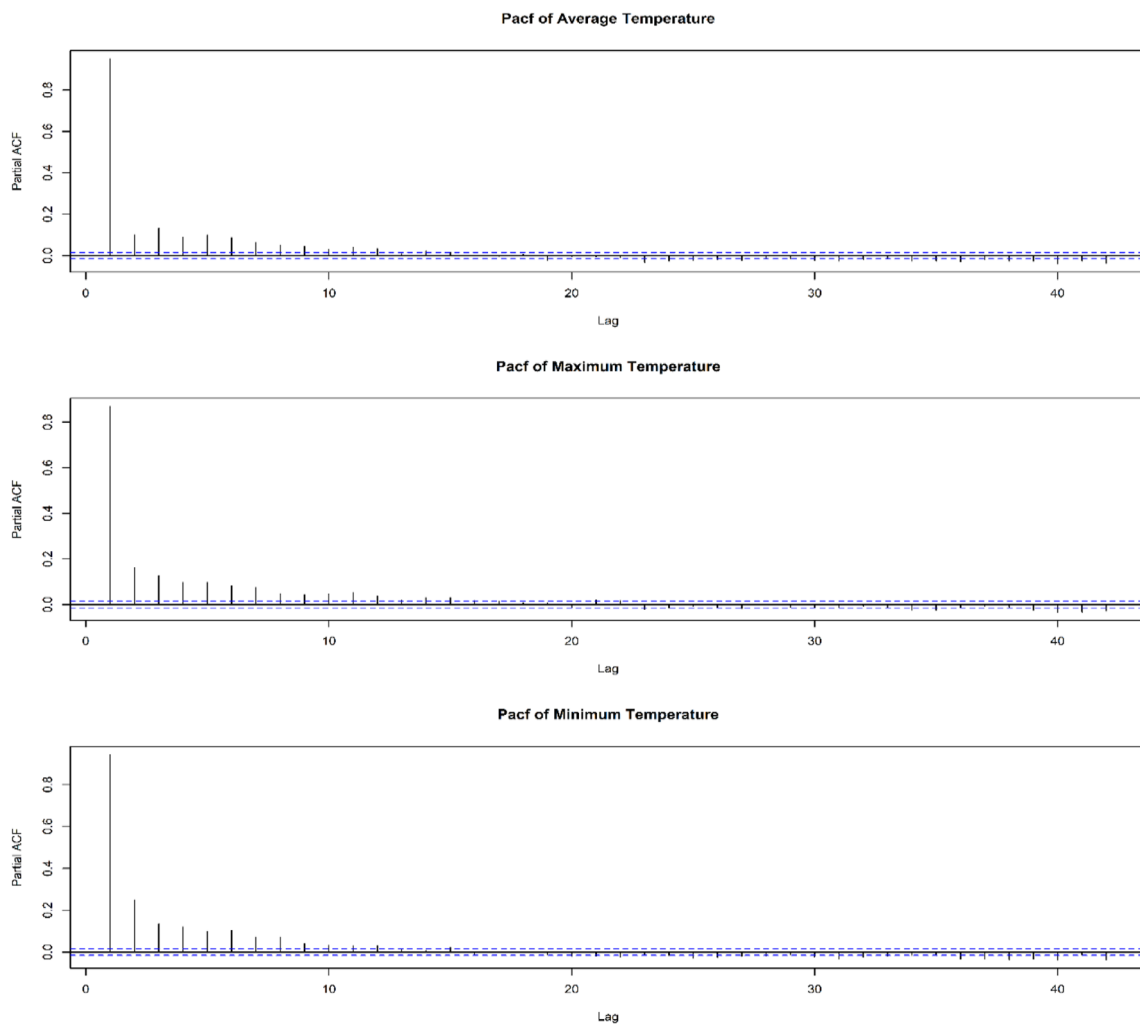 Pacf of Average Temperature
Partial ACF
0.0 0.2 0.4 0.6 0.8
0 10 20 30 40
Lag
Pacf of Maximum Temperature
Partial ACF
0.0 0.2 0.4 0.6 0.8
0 10 20 30 40
Lag
Pacf of Minimum Temperature
Partial ACF
0.0 0.2 0.4 0.6 0.8
0 10 20 30 40
Lag